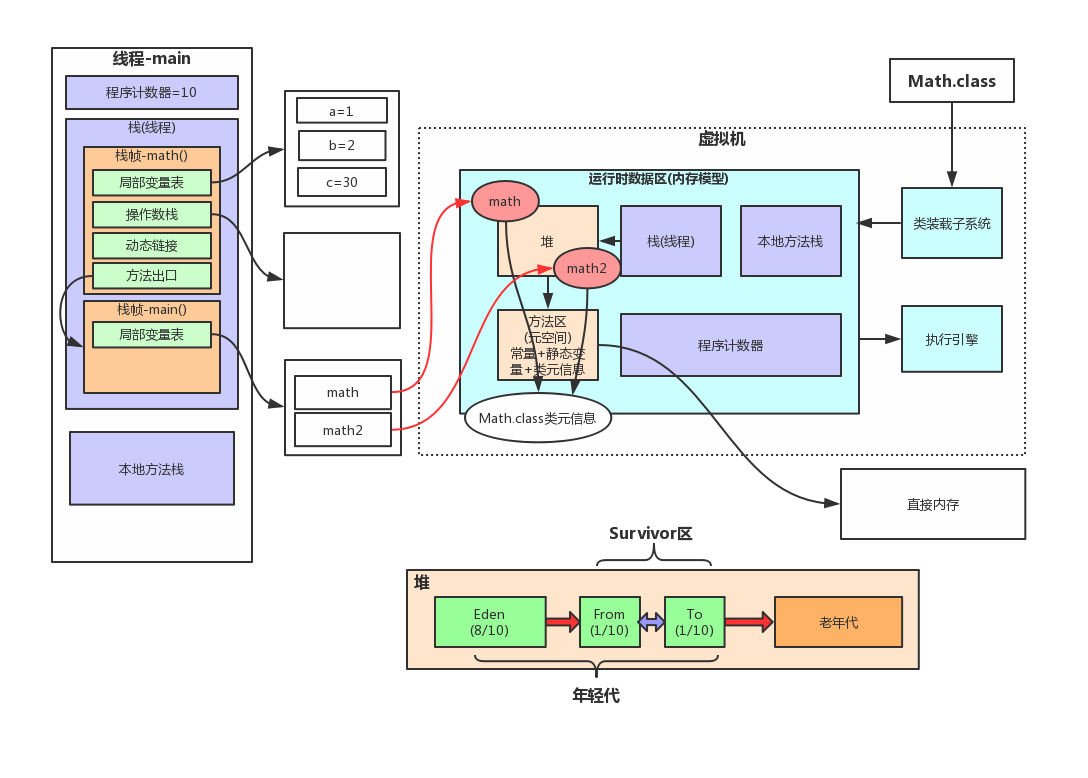 线程-main
程序计数器=10
栈(线程)
栈帧-math()
局部变量表
操作数栈
动态链接
方法出口
栈帧-main()
局部变量表
本地方法栈
a=1
b=2
c=30
math
math2
Math.class
虚拟机
运行时数据区(内存模型)
math
堆
math2
栈(线程)
本地方法栈
类装载子系统
方法区
(元空间)
常量+静态变
量+类元信息
程序计数器
执行引擎
Math.class类元信息
直接内存
Survivor区
堆
Eden
(8/10)
From
(1/10)
To
(1/10)
老年代
年轻代